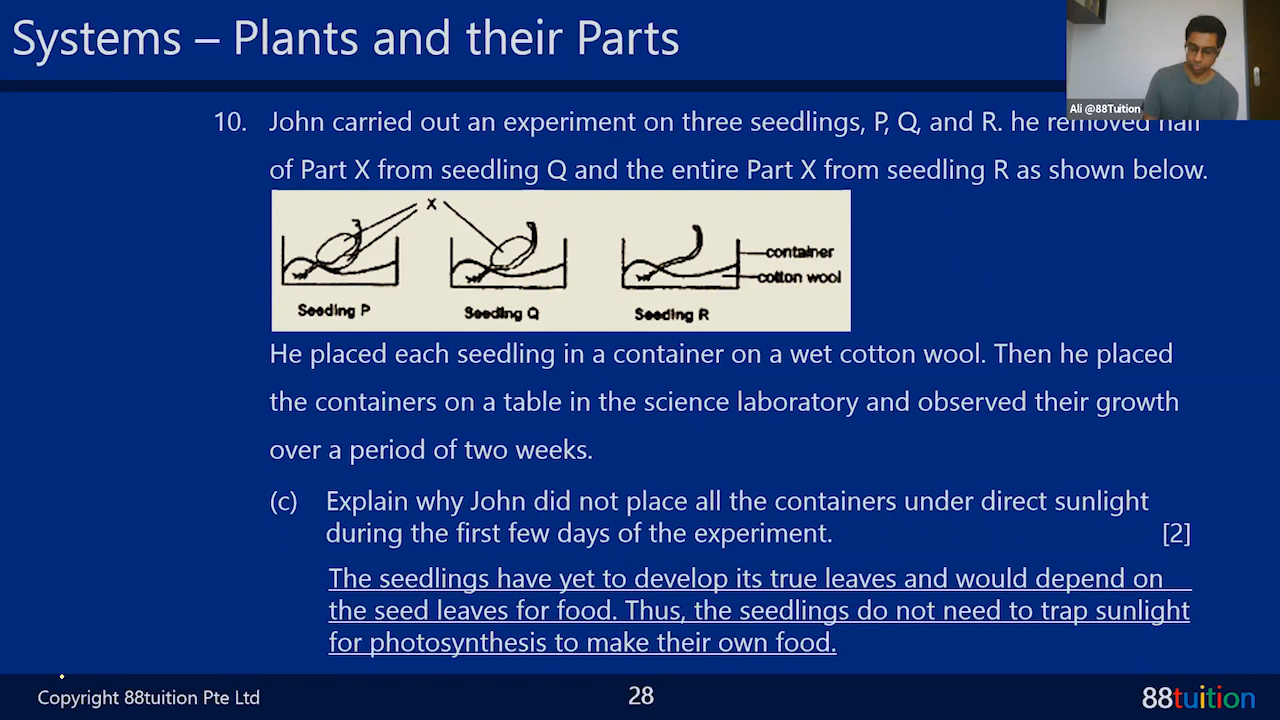 Systems – Plants and their Parts
Ali @88Tuition
10. John carried out an experiment on three seedlings, P, Q, and R. he removed half
of Part X from seedling Q and the entire Part X from seedling R as shown below.
X
container
cotton wool
Seeding P
Seeding Q
Seeding R
He placed each seedling in a container on a wet cotton wool. Then he placed
the containers on a table in the science laboratory and observed their growth
over a period of two weeks.
(c) Explain why John did not place all the containers under direct sunlight
during the first few days of the experiment. [2]
The seedlings have yet to develop its true leaves and would depend on
the seed leaves for food. Thus, the seedlings do not need to trap sunlight
for photosynthesis to make their own food.
Copyright 88tuition Pte Ltd
28
88tuition